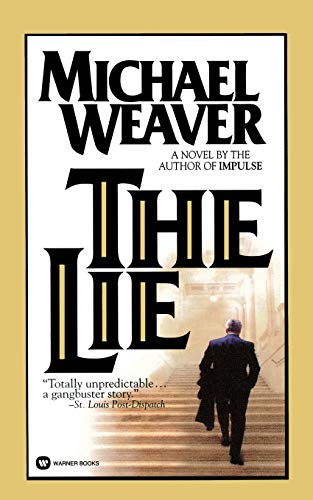 MICHAEL
WEAVER
A NOVEL BY THE
AUTHOR OF IMPULSE
THE
LIE
“Totally unpredictable...
a gangbuster story.”
–St. Louis Post-Dispatch
WARNER BOOKS